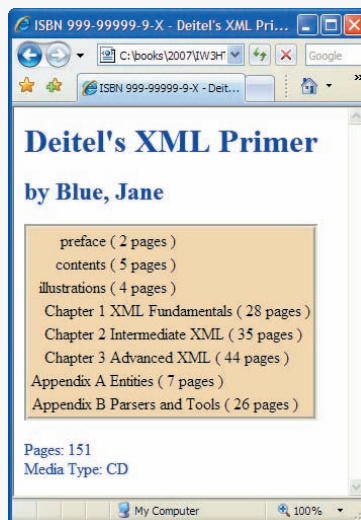 ISBN 999-99999-9-X - Deitel's XML Pri...
C:\books\2007\IW3HT
Google
ISBN 999-99999-9-X - Deit...
Deitel's XML Primer
by Blue, Jane
preface ( 2 pages )
contents ( 5 pages )
illustrations ( 4 pages )
Chapter 1 XML Fundamentals ( 28 pages )
Chapter 2 Intermediate XML ( 35 pages )
Chapter 3 Advanced XML ( 44 pages )
Appendix A Entities ( 7 pages )
Appendix B Parsers and Tools ( 26 pages )
Pages: 151
Media Type: CD
My Computer
100%